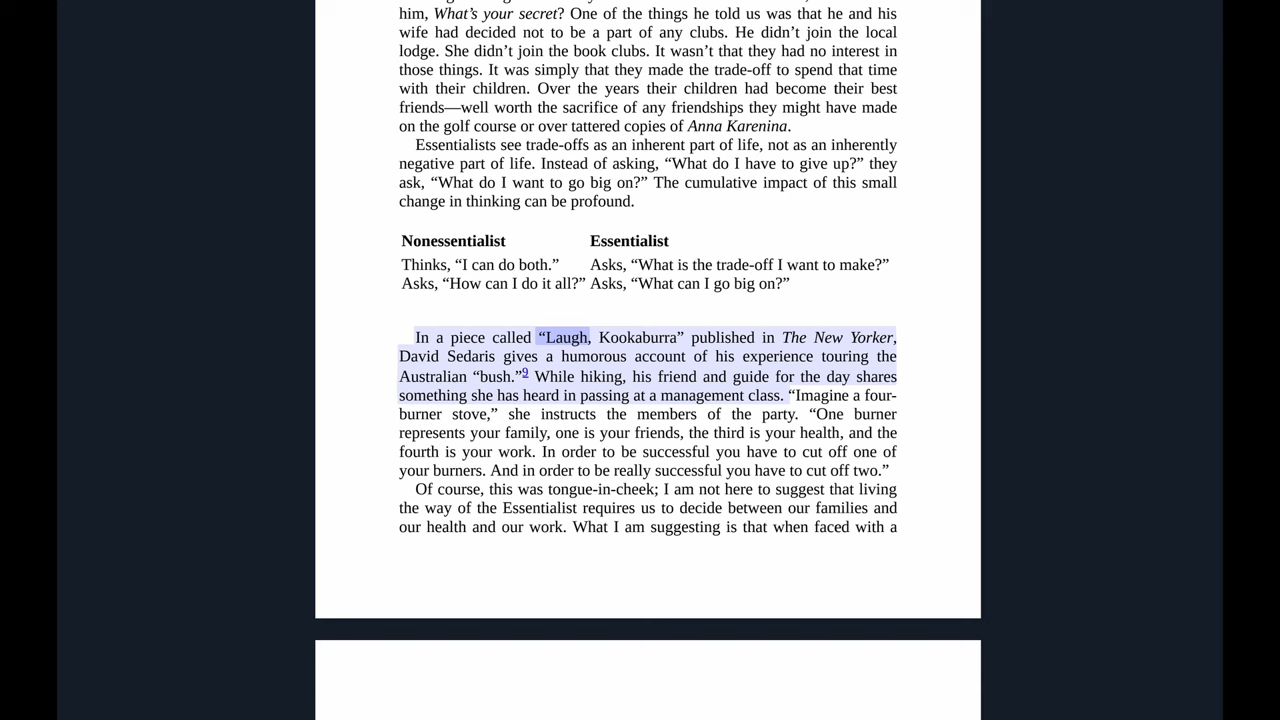 him, What’s your secret? One of the things he told us was that he and his
wife had decided not to be a part of any clubs. He didn’t join the local
lodge. She didn’t join the book clubs. It wasn’t that they had no interest in
those things. It was simply that they made the trade-off to spend that time
with their children. Over the years their children had become their best
friends—well worth the sacrifice of any friendships they might have made
on the golf course or over tattered copies of Anna Karenina.
Essentialists see trade-offs as an inherent part of life, not as an inherently
negative part of life. Instead of asking, “What do I have to give up?” they
ask, “What do I want to go big on?” The cumulative impact of this small
change in thinking can be profound.
Nonessentialist Essentialist
Thinks, “I can do both.” Asks, “What is the trade-off I want to make?”
Asks, “How can I do it all?” Asks, “What can I go big on?”
In a piece called “Laugh, Kookaburra” published in The New Yorker,
David Sedaris gives a humorous account of his experience touring the
Australian “bush.”9 While hiking, his friend and guide for the day shares
something she has heard in passing at a management class. “Imagine a four-
burner stove,” she instructs the members of the party. “One burner
represents your family, one is your friends, the third is your health, and the
fourth is your work. In order to be successful you have to cut off one of
your burners. And in order to be really successful you have to cut off two.”
Of course, this was tongue-in-cheek; I am not here to suggest that living
the way of the Essentialist requires us to decide between our families and
our health and our work. What I am suggesting is that when faced with a